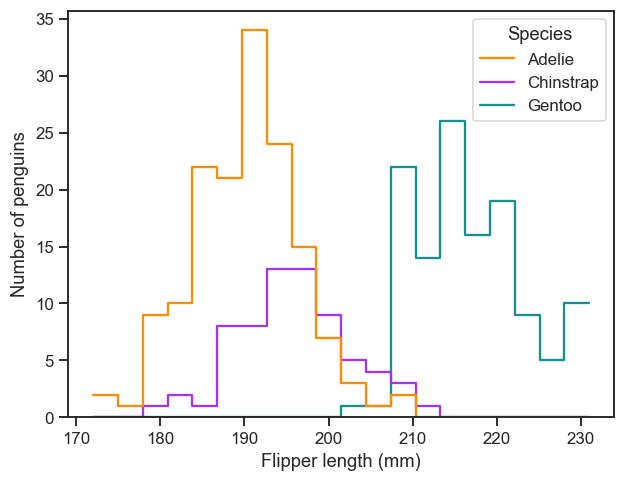 35
30
25
20
15
10
5
0
Number of penguins
Species
Adelie
Chinstrap
Gentoo
170 180 190 200 210 220 230
Flipper length (mm)